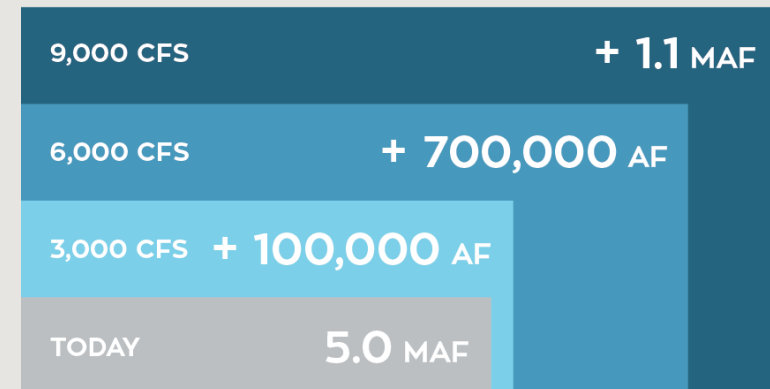 9,000 CFS + 1.1 MAF
6,000 CFS + 700,000 AF
3,000 CFS + 100,000 AF
TODAY 5.0 MAF